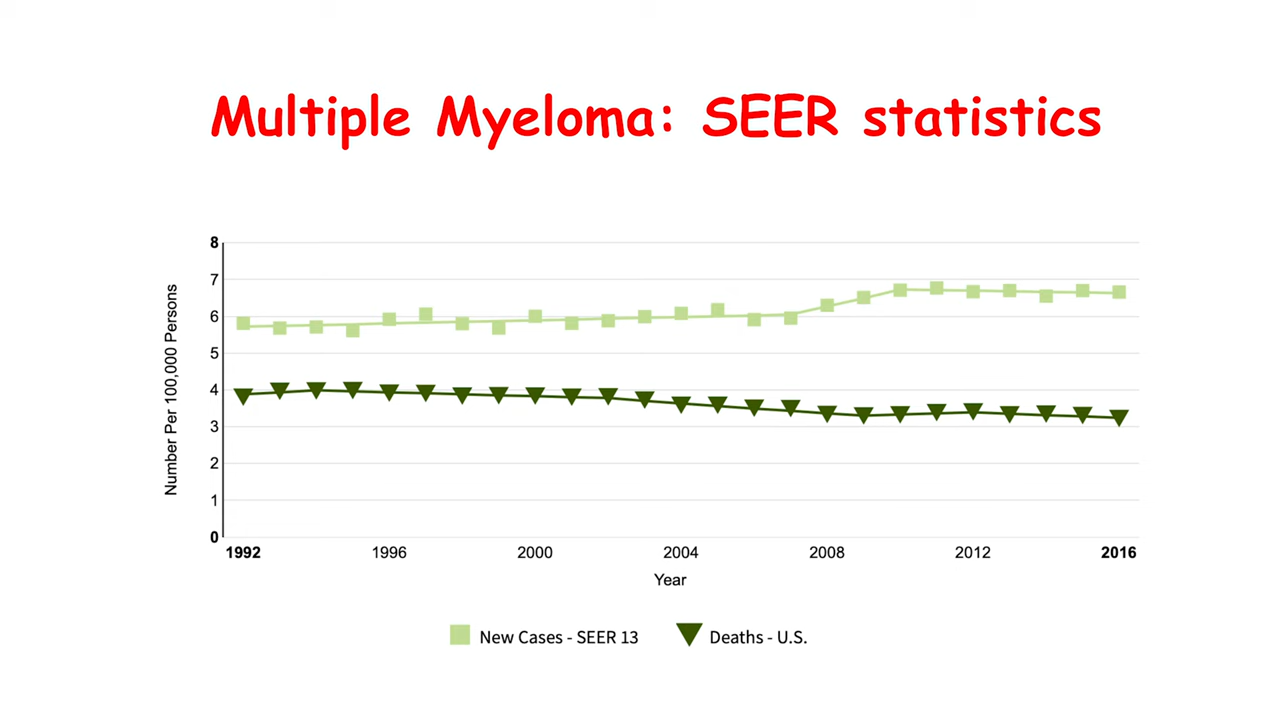 Multiple Myeloma: SEER statistics
Number Per 100,000 Persons
8
7
6
5
4
3
2
1
0
1992 1996 2000 2004 2008 2012 2016
Year
New Cases - SEER 13 Deaths - U.S.